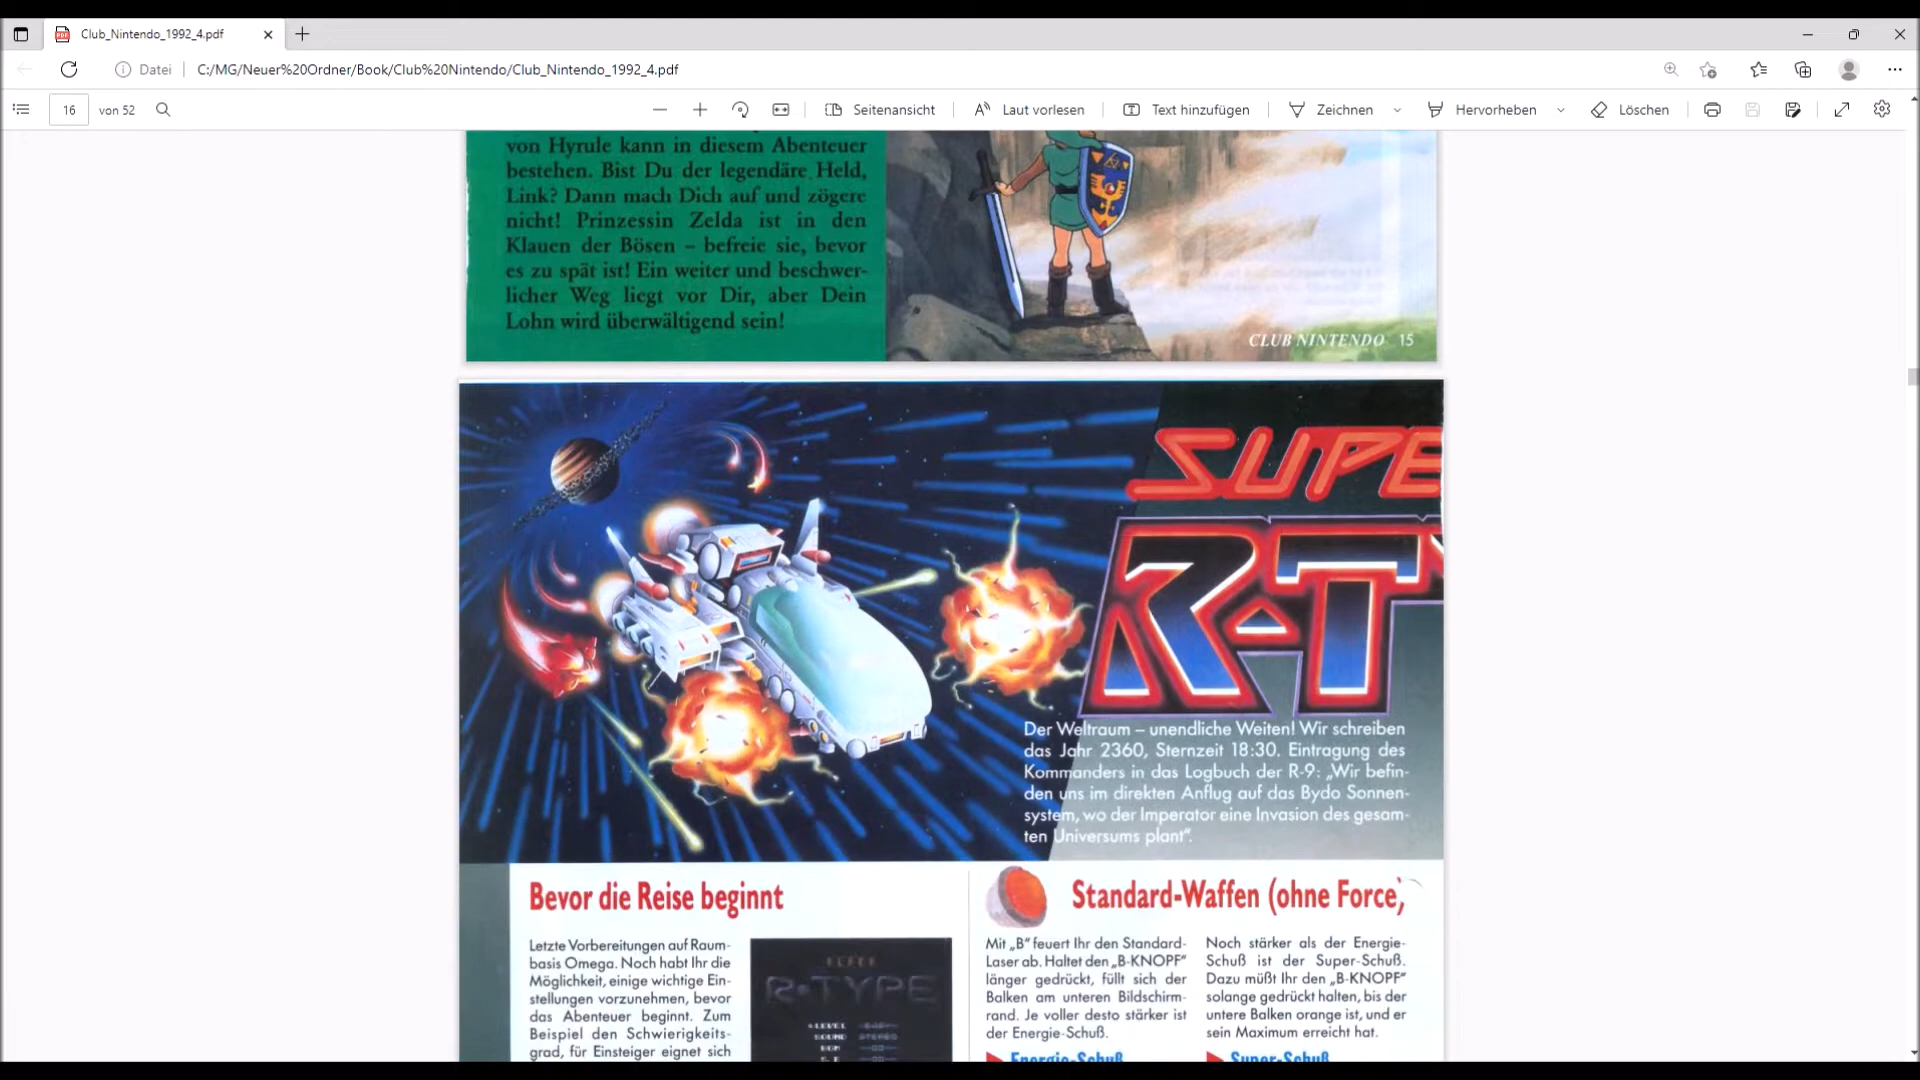 Club_Nintendo_1992_4.pdf
Datei
C:/MG/Neuer%20Ordner/Book/Club%20Nintendo/Club_Nintendo_1992_4.pdf
16 von 52
Seitenansicht
Laut vorlesen
Text hinzufügen
Zeichnen
Hervorheben
Löschen
von Hyrule kann in diesem Abenteuer
bestehen. Bist Du der legendäre Held,
Link? Dann mach Dich auf und zögere
nicht! Prinzessin Zelda ist in den
Klauen der Bösen – befreie sie, bevor
es zu spät ist! Ein weiter und beschwer-
licher Weg liegt vor Dir, aber Dein
Lohn wird überwältigend sein!
CLUB NINTENDO 15
SUPE
R·TY
Der Weltraum – unendliche Weiten! Wir schreiben
das Jahr 2360, Sternzeit 18:30. Eintragung des
Kommanders in das Logbuch der R-9: „Wir befin-
den uns im direkten Anflug auf das Bydo Sonnen-
system, wo der Imperator eine Invasion des gesam-
ten Universums plant“.
Bevor die Reise beginnt
Letzte Vorbereitungen auf Raum-
basis Omega. Noch habt Ihr die
Möglichkeit, einige wichtige Ein-
stellungen vorzunehmen, bevor
das Abenteuer beginnt. Zum
Beispiel den Schwierigkeits-
grad, für Einsteiger eignet sich
SUPER
R·TYPE
LEVEL
SOUND STEREO
BGM
Standard-Waffen (ohne Force)
Mit „B“ feuert Ihr den Standard-
Laser ab. Haltet den „B-KNOPF“
länger gedrückt, füllt sich der
Balken am unteren Bildschirm-
rand. Je voller desto stärker ist
der Energie-Schuß.
Energie-Schuß
Noch stärker als der Energie-
Schuß ist der Super-Schuß.
Dazu müßt Ihr den „B-KNOPF“
solange gedrückt halten, bis der
untere Balken orange ist, und er
sein Maximum erreicht hat.
Super-Schuß